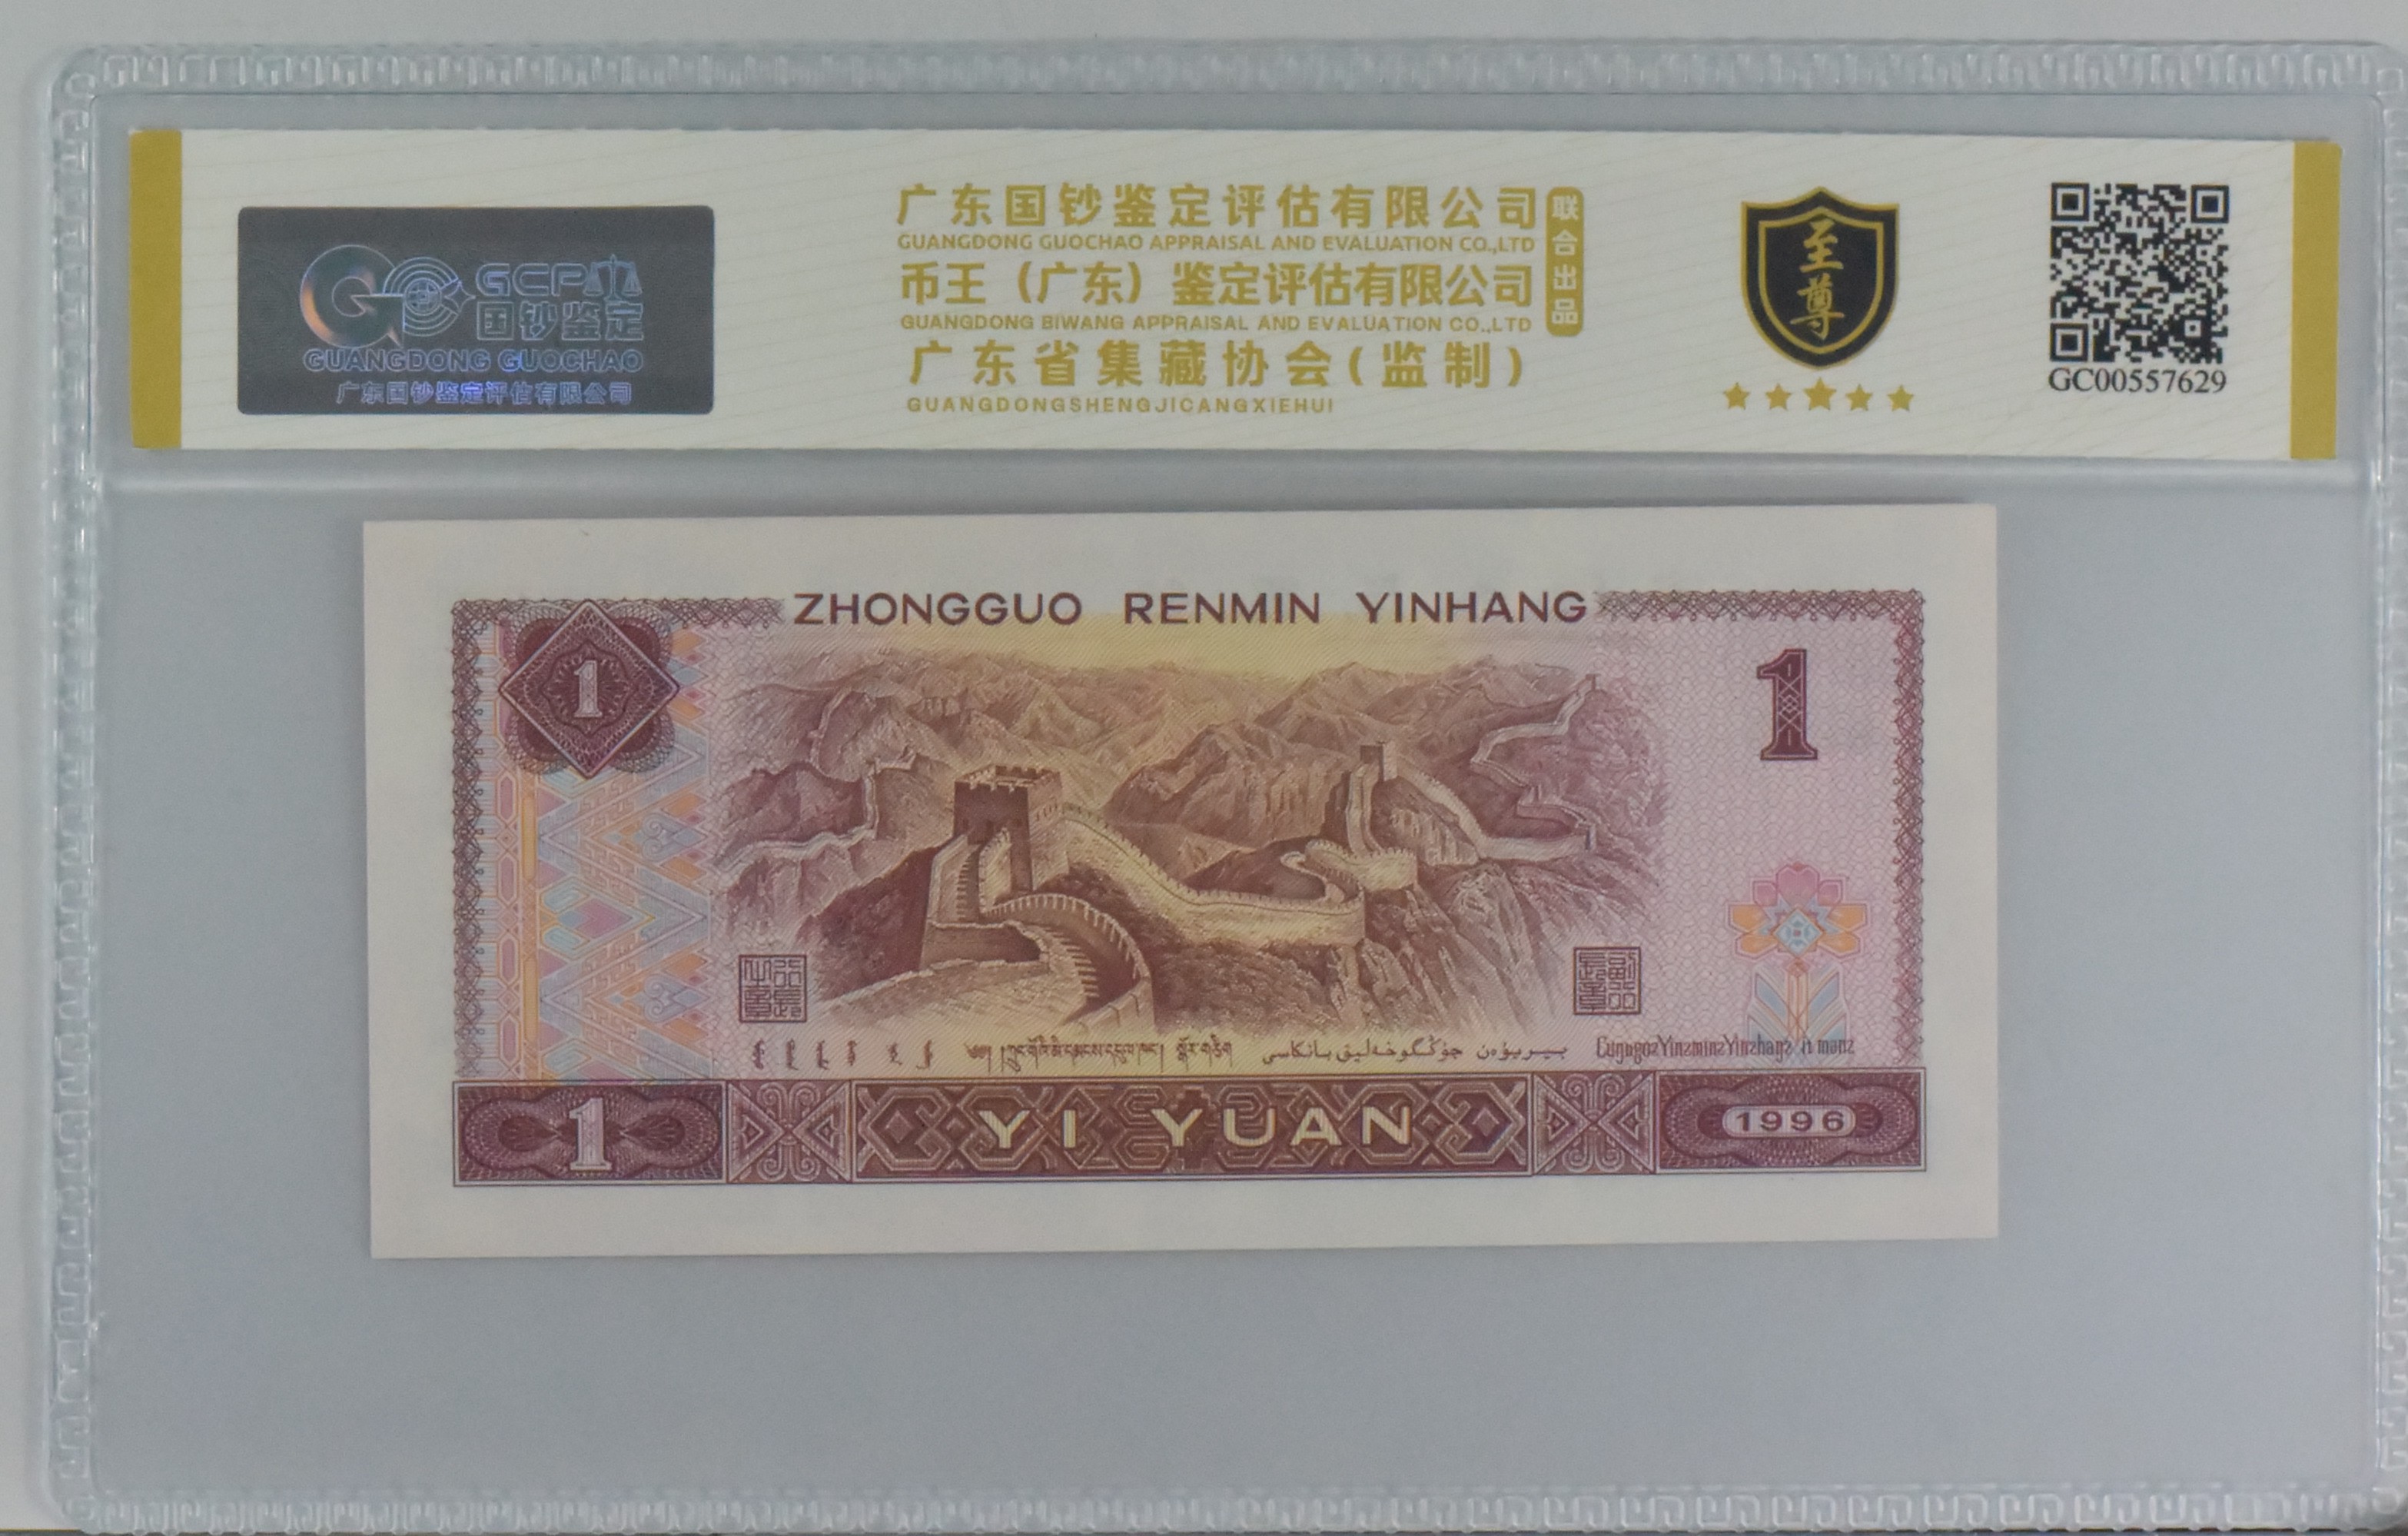 GCP
国钞鉴定
GUANGDONG GUOCHAO
广东国钞鉴定评估有限公司
广东国钞鉴定评估有限公司
GUANGDONG GUOCHAO APPRAISAL AND EVALUATION CO.,LTD
币王（广东）鉴定评估有限公司
GUANGDONG BIWANG APPRAISAL AND EVALUATION CO.,LTD
广东省集藏协会(监制)
GUANGDONGSHENGJICANGXIEHUI
联合出品
至尊
GC00557629
ZHONGGUO RENMIN YINHANG
1
1
1
YI YUAN
1996